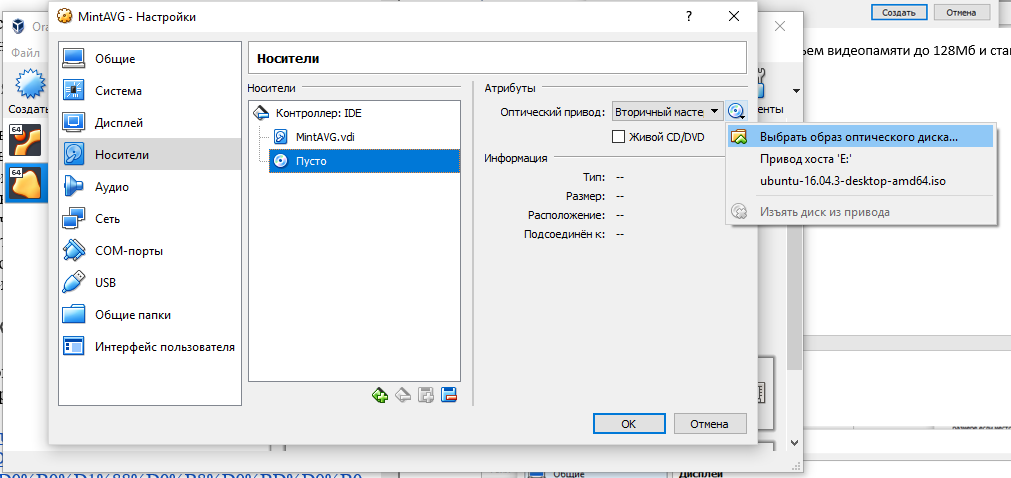 MintAVG - Настройки
?
Создать
Отмена
Ora
Файл
ъем видеопамяти до 128Мб и ста
Создать
енты
64
64
Общие
Система
Дисплей
Носители
Аудио
Сеть
COM-порты
USB
Общие папки
Интерфейс пользователя
Носители
Носители
Контроллер: IDE
MintAVG.vdi
Пусто
Атрибуты
Оптический привод: Вторичный масте
Живой CD/DVD
Информация
Тип: --
Размер: --
Расположение: --
Подсоединён к: --
Выбрать образ оптического диска...
Привод хоста 'E:'
ubuntu-16.04.3-desktop-amd64.iso
Изъять диск из привода
OK
Отмена
Общие
Дисплей
D0%B0%D1%88%D0%B8%D0%BD%D0%B0